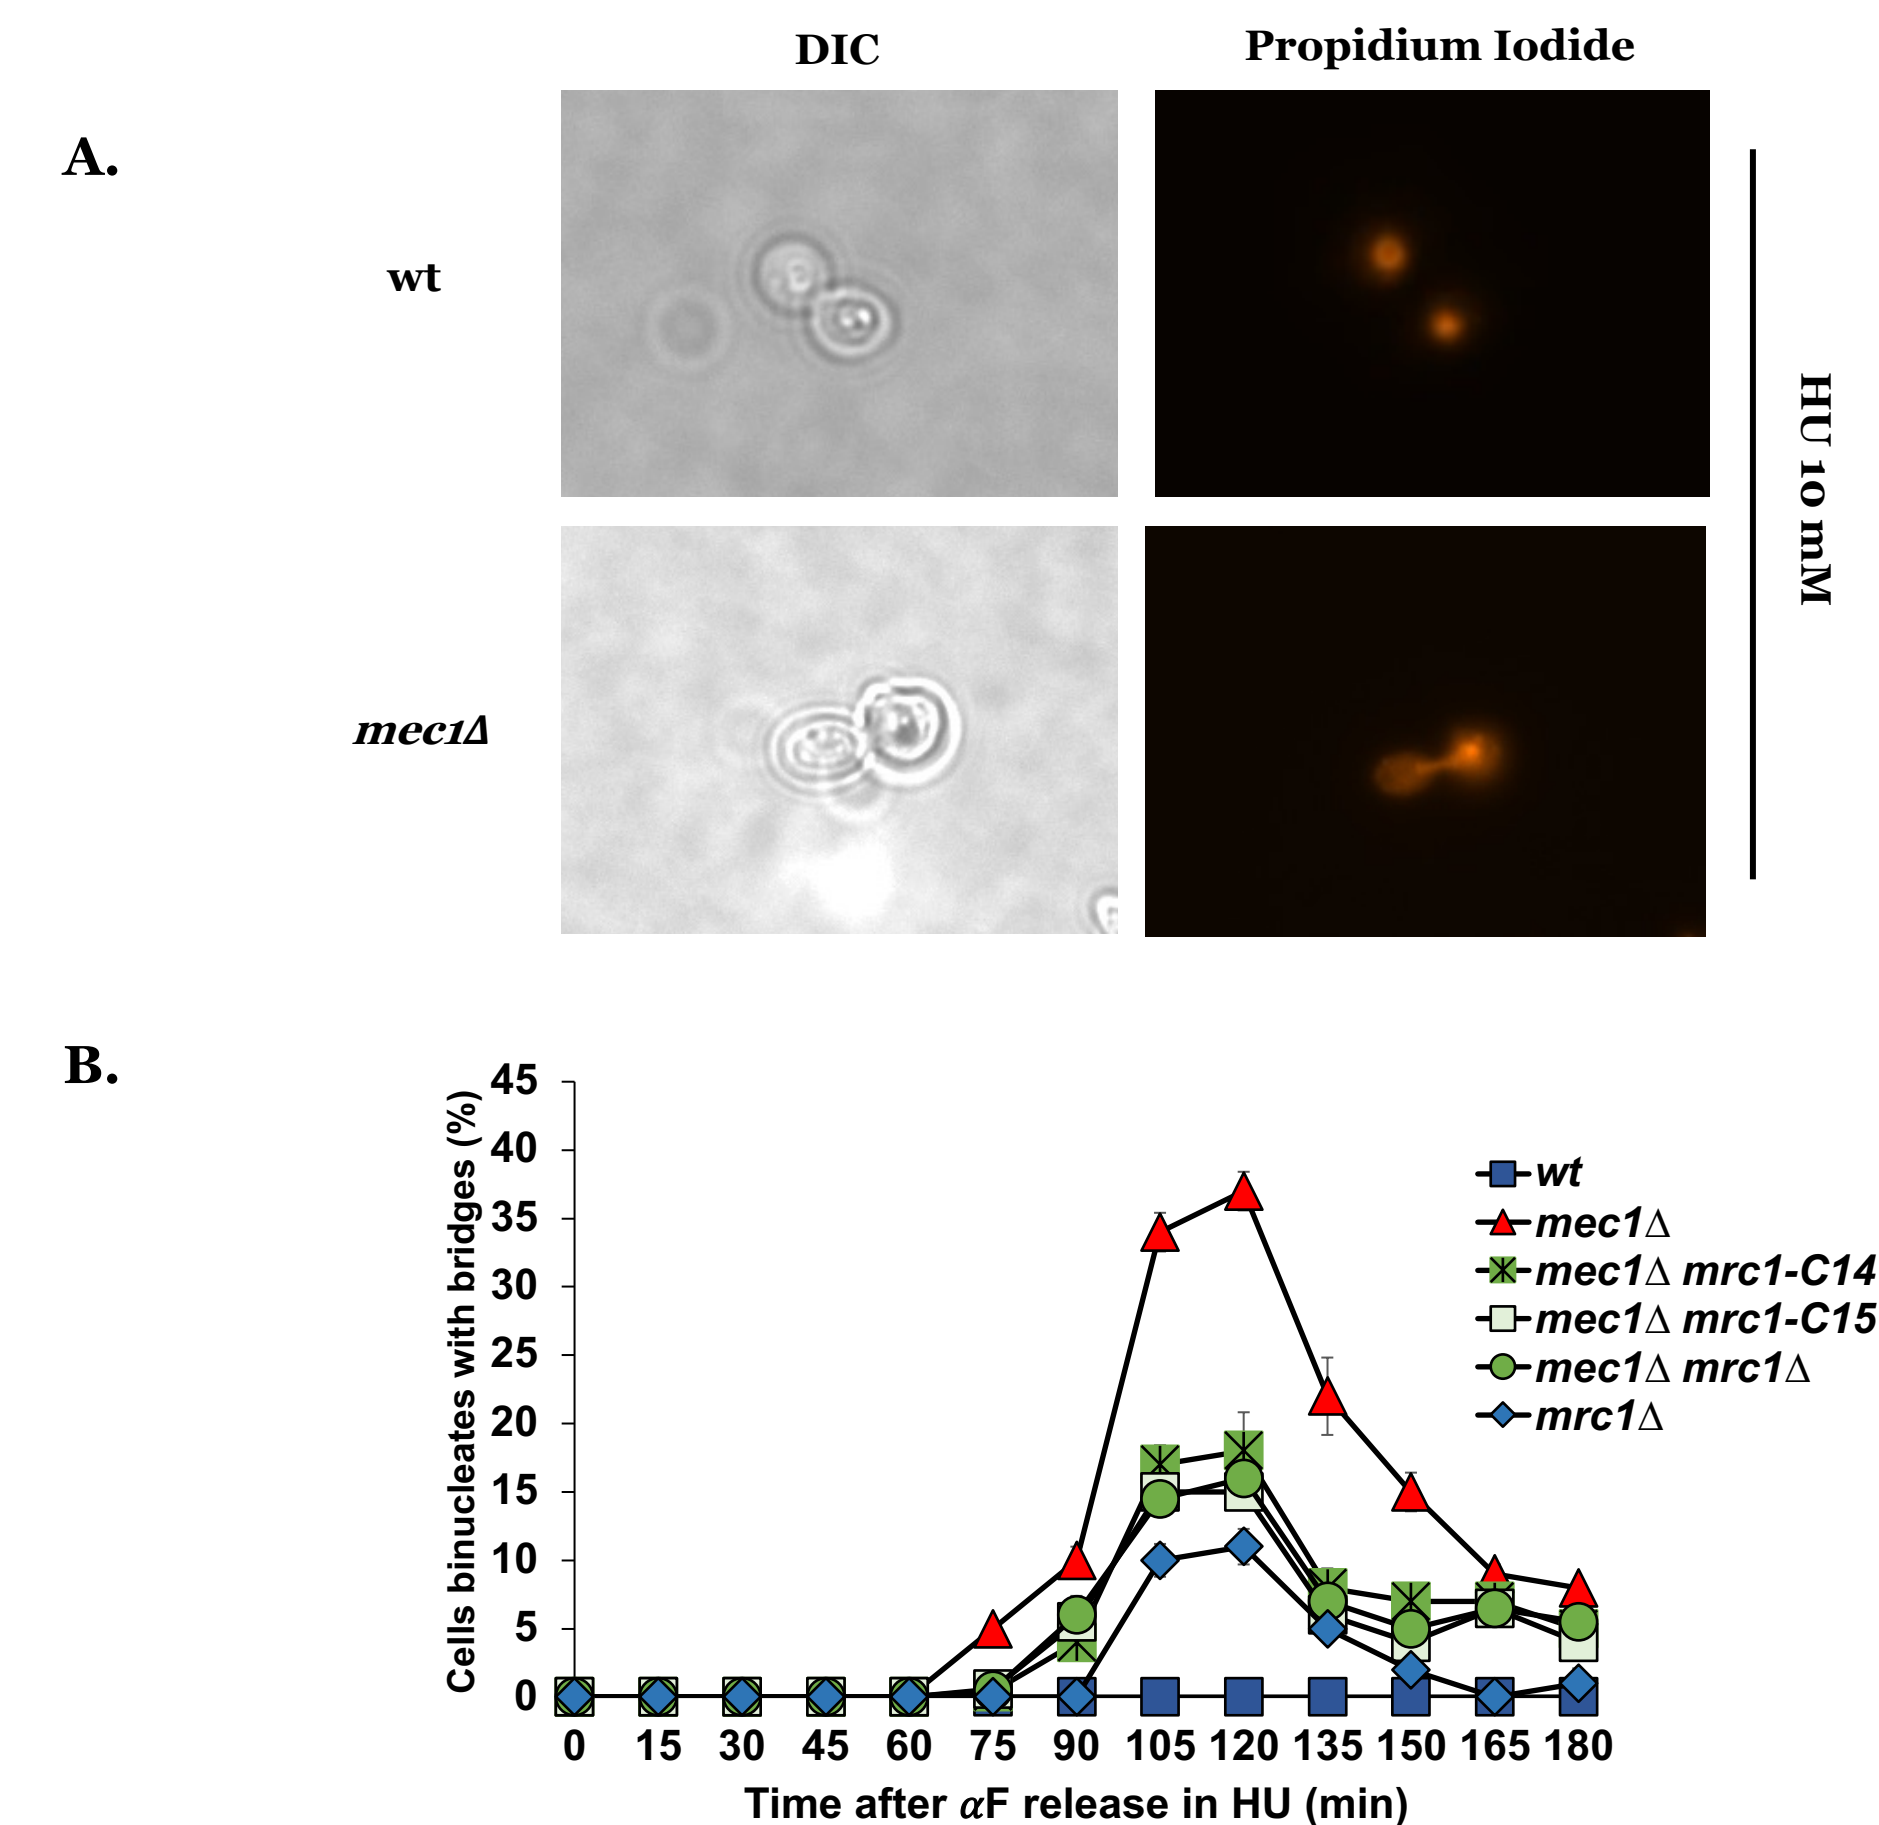 DIC
Propidium Iodide
A.
wt
mec1Δ
HU 10 mM
B.
Cells binucleates with bridges (%)
45
40
35
30
25
20
15
10
5
0
0 15 30 45 60 75 90 105 120 135 150 165 180
Time after αF release in HU (min)
wt
mec1Δ
mec1Δ mrc1-C14
mec1Δ mrc1-C15
mec1Δ mrc1Δ
mrc1Δ